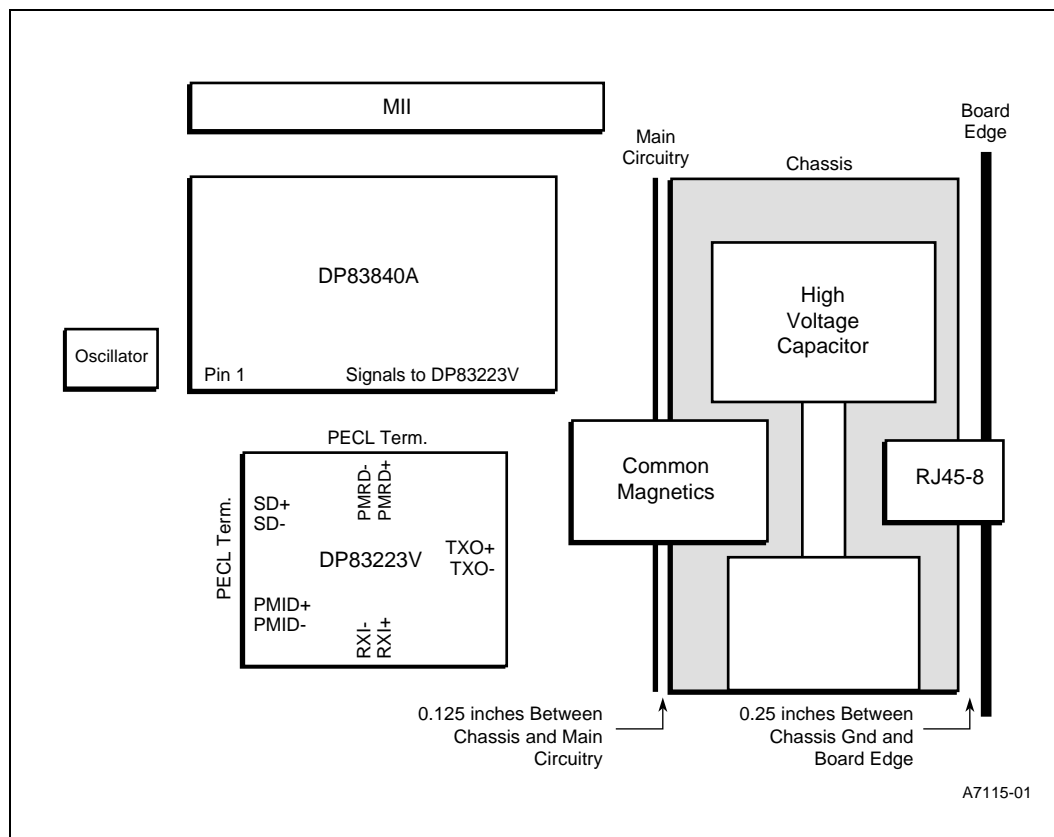 MII
Board
Edge
Main
Circuitry
Chassis
DP83840A
High
Voltage
Capacitor
Oscillator
Pin 1
Signals to DP83223V
PECL Term.
Common
Magnetics
RJ45-8
PECL Term.
SD+
SD-
PMRD-
PMRD+
DP83223V
TXO+
TXO-
PMID+
PMID-
RXI-
RXI+
0.125 inches Between
Chassis and Main
Circuitry
0.25 inches Between
Chassis Gnd and
Board Edge
A7115-01